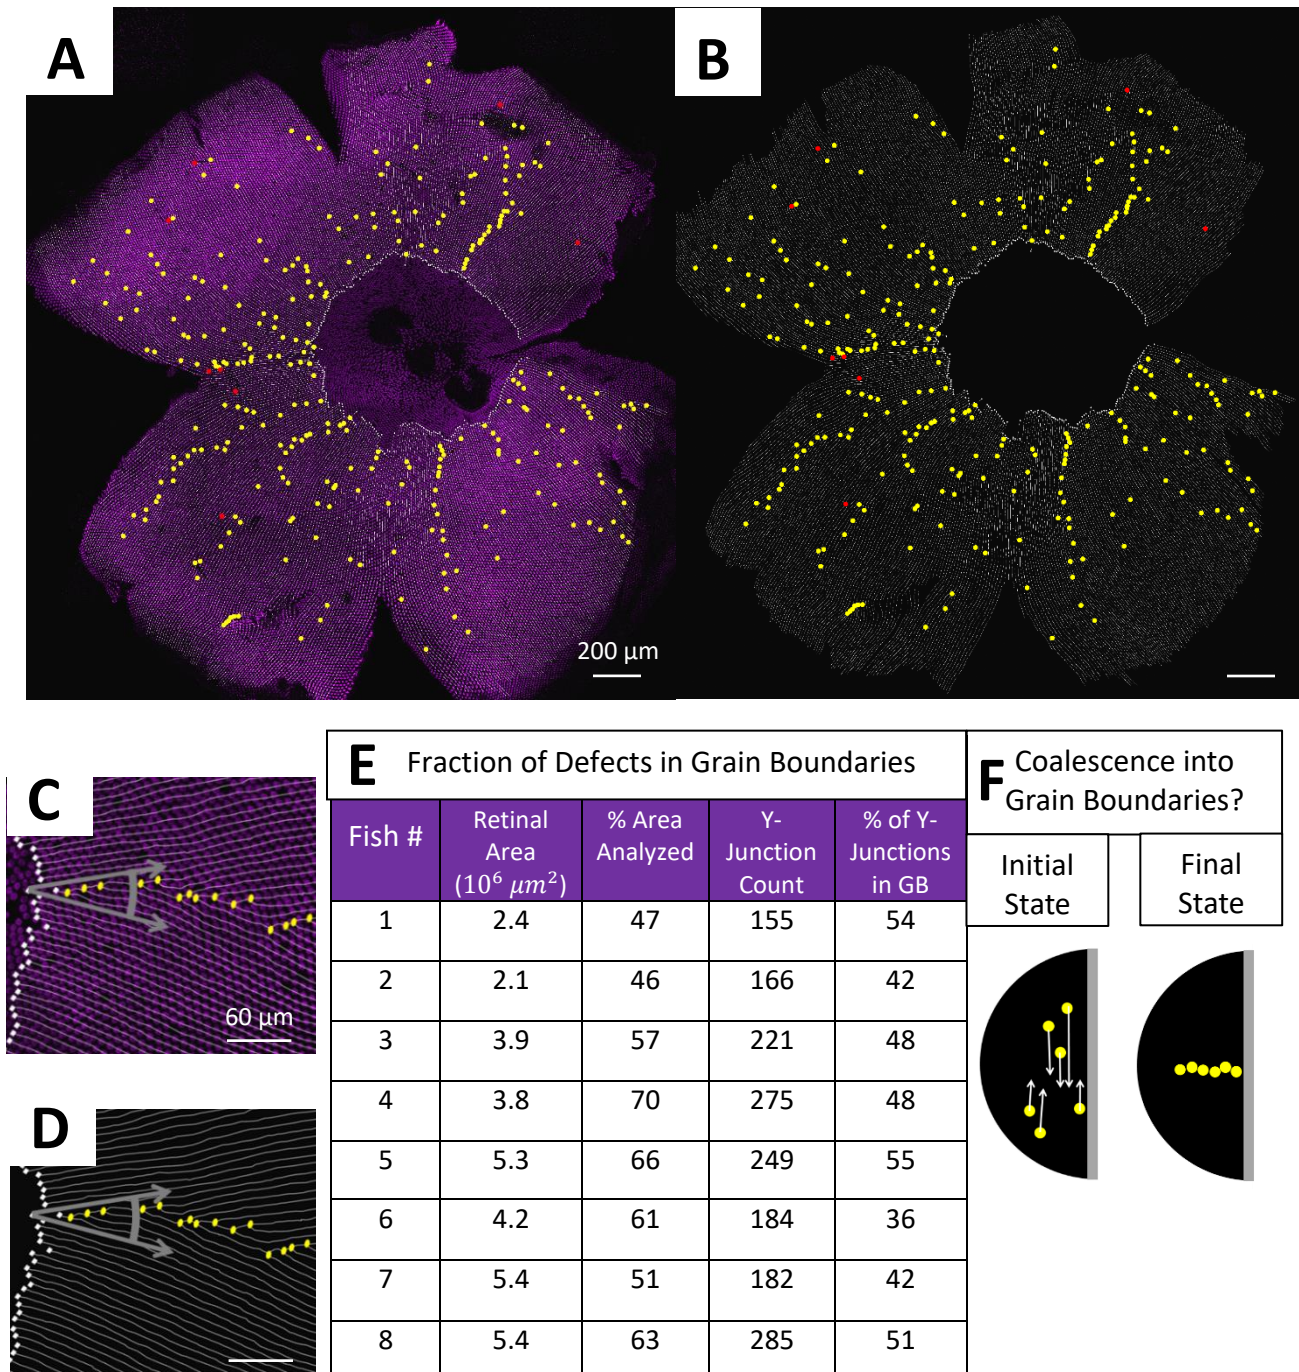 A
B
200 µm
C
60 µm
D
E Fraction of Defects in Grain Boundaries
Fish #
Retinal
Area
(10⁶ µm²)
% Area
Analyzed
Y-
Junction
Count
% of Y-
Junctions
in GB
1 2.4 47 155 54
2 2.1 46 166 42
3 3.9 57 221 48
4 3.8 70 275 48
5 5.3 66 249 55
6 4.2 61 184 36
7 5.4 51 182 42
8 5.4 63 285 51
F Coalescence into
Grain Boundaries?
Initial
State
Final
State